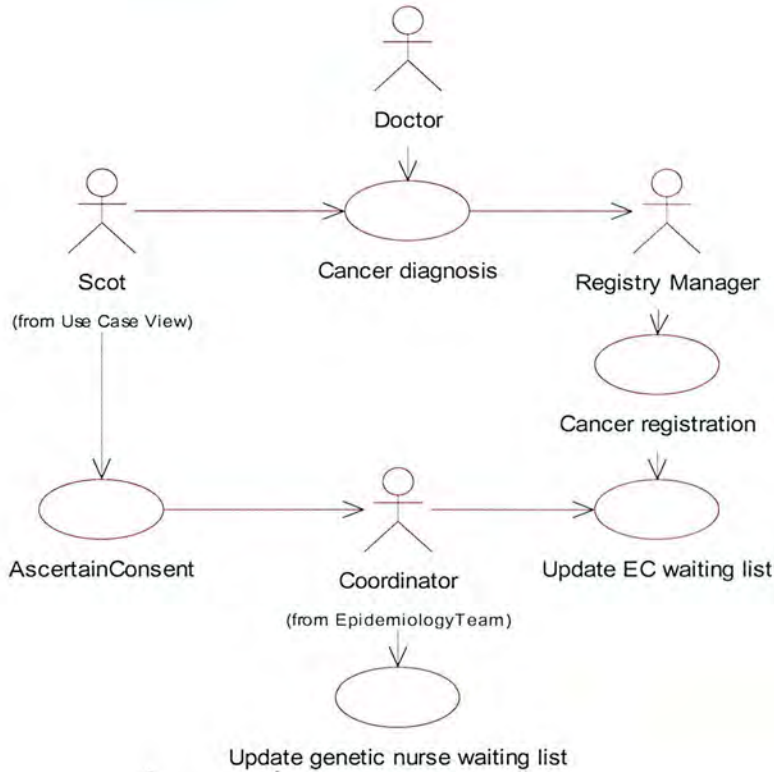 Doctor
Cancer diagnosis
Scot
(from Use Case View)
Registry Manager
Cancer registration
AscertainConsent
Coordinator
(from EpidemiologyTeam)
Update EC waiting list
Update genetic nurse waiting list